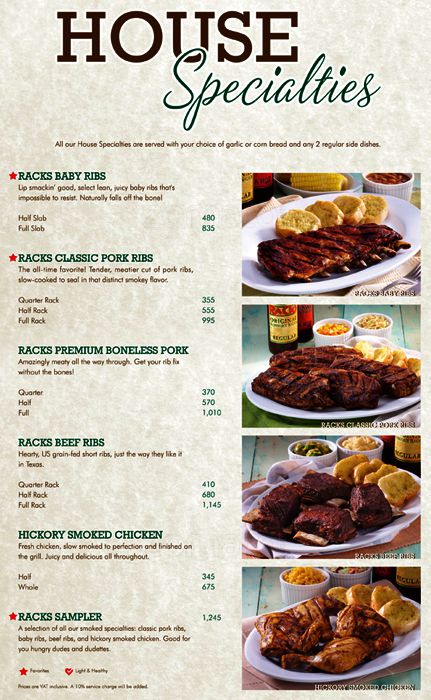 HOUSE
Specialties
All our House Specialties are served with your choice of garlic or corn bread and any 2 regular side dishes.
RACKS BABY RIBS
Lip smackin' good, select lean, juicy baby ribs that's
impossible to resist. Naturally falls off the bone!
Half Slab 480
Full Slab 835
RACKS BABY RIBS
RACKS CLASSIC PORK RIBS
The all-time favorite! Tender, meatier cut of pork ribs,
slow-cooked to seal in that distinct smokey flavor.
Quarter Rack 355
Half Rack 555
Full Rack 995
RACKS
ORIGINAL
REGULAR
RACKS CLASSIC PORK RIBS
RACKS PREMIUM BONELESS PORK
Amazingly meaty all the way through. Get your rib fix
without the bones!
Quarter 370
Half 570
Full 1,010
RACKS BEEF RIBS
Hearty, US grain-fed short ribs, just the way they like it
in Texas.
Quarter Rack 410
Half Rack 680
Full Rack 1,145
RACKS BEEF RIBS
HICKORY SMOKED CHICKEN
Fresh chicken, slow smoked to perfection and finished on
the grill. Juicy and delicious all throughout.
Half 345
Whole 675
RACKS SAMPLER 1,245
A selection of all our smoked specialties: classic pork ribs,
baby ribs, beef ribs, and hickory smoked chicken. Good for
you hungry dudes and dudettes.
HICKORY SMOKED CHICKEN
Favorites Light & Healthy
Prices are VAT inclusive. A 10% service charge will be added.